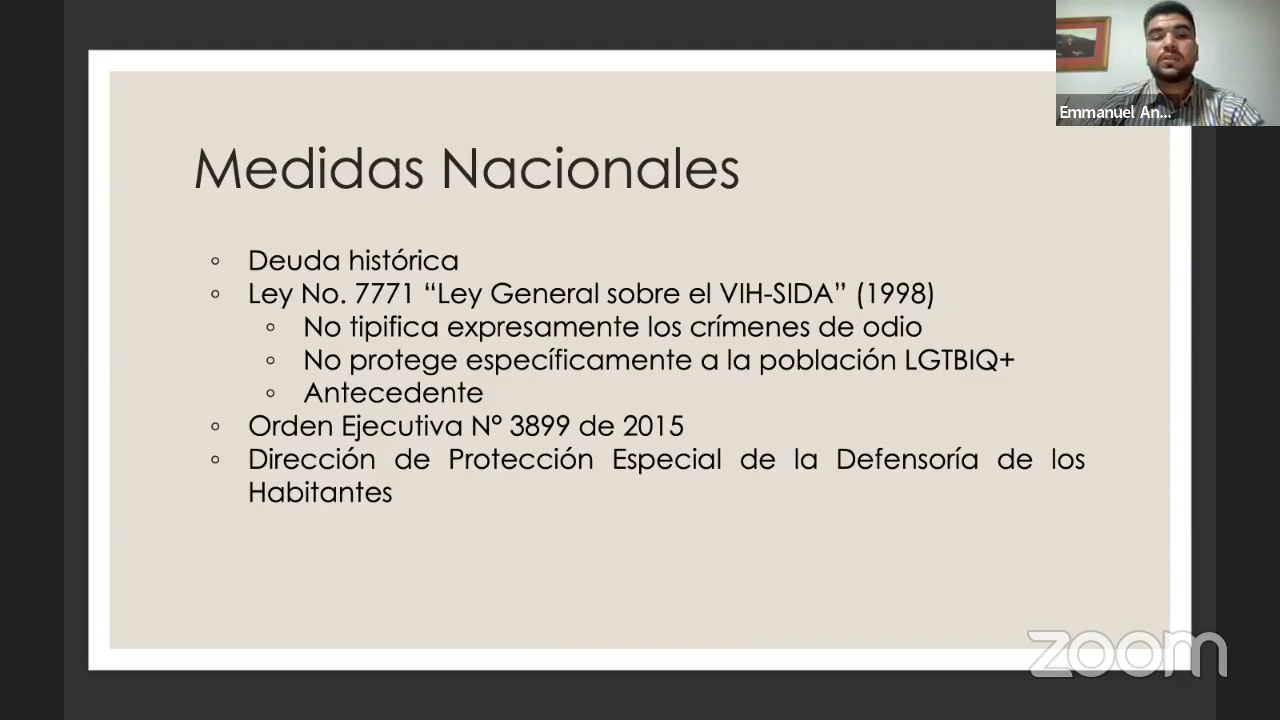 Emmanuel An...
Medidas Nacionales
◦ Deuda histórica
◦ Ley No. 7771 “Ley General sobre el VIH-SIDA” (1998)
◦ No tipifica expresamente los crímenes de odio
◦ No protege específicamente a la población LGTBIQ+
◦ Antecedente
◦ Orden Ejecutiva N° 3899 de 2015
◦ Dirección de Protección Especial de la Defensoría de los
Habitantes
zoom